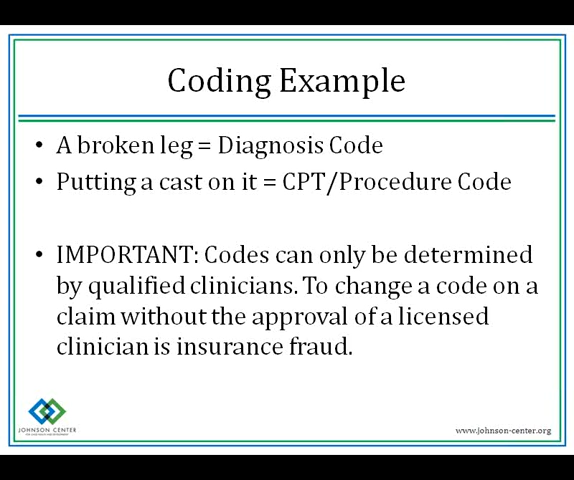 Coding Example
• A broken leg = Diagnosis Code
• Putting a cast on it = CPT/Procedure Code
• IMPORTANT: Codes can only be determined
by qualified clinicians. To change a code on a
claim without the approval of a licensed
clinician is insurance fraud.
JOHNSON CENTER
www.johnson-center.org